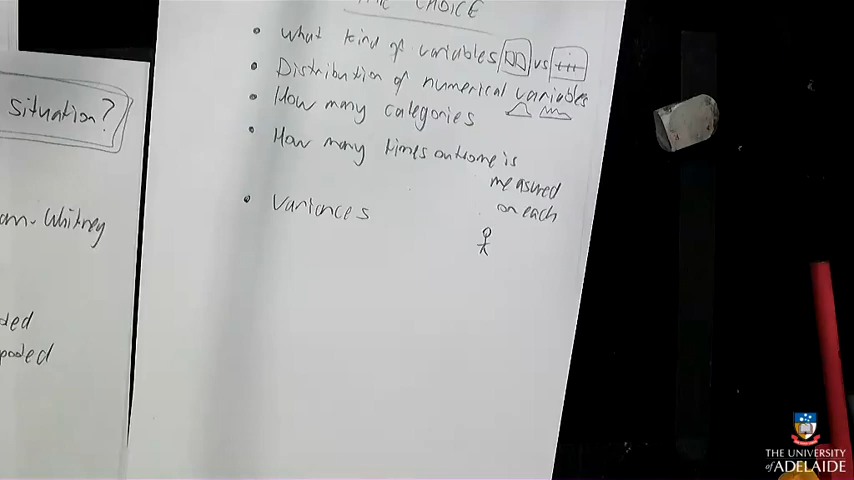 situation?
Whitney
pooled
CHOICE
• What kind of variables vs
• Distribution of numerical variables
• How many categories
• How many times outcome is
measured
on each
• Variances
THE UNIVERSITY
of ADELAIDE